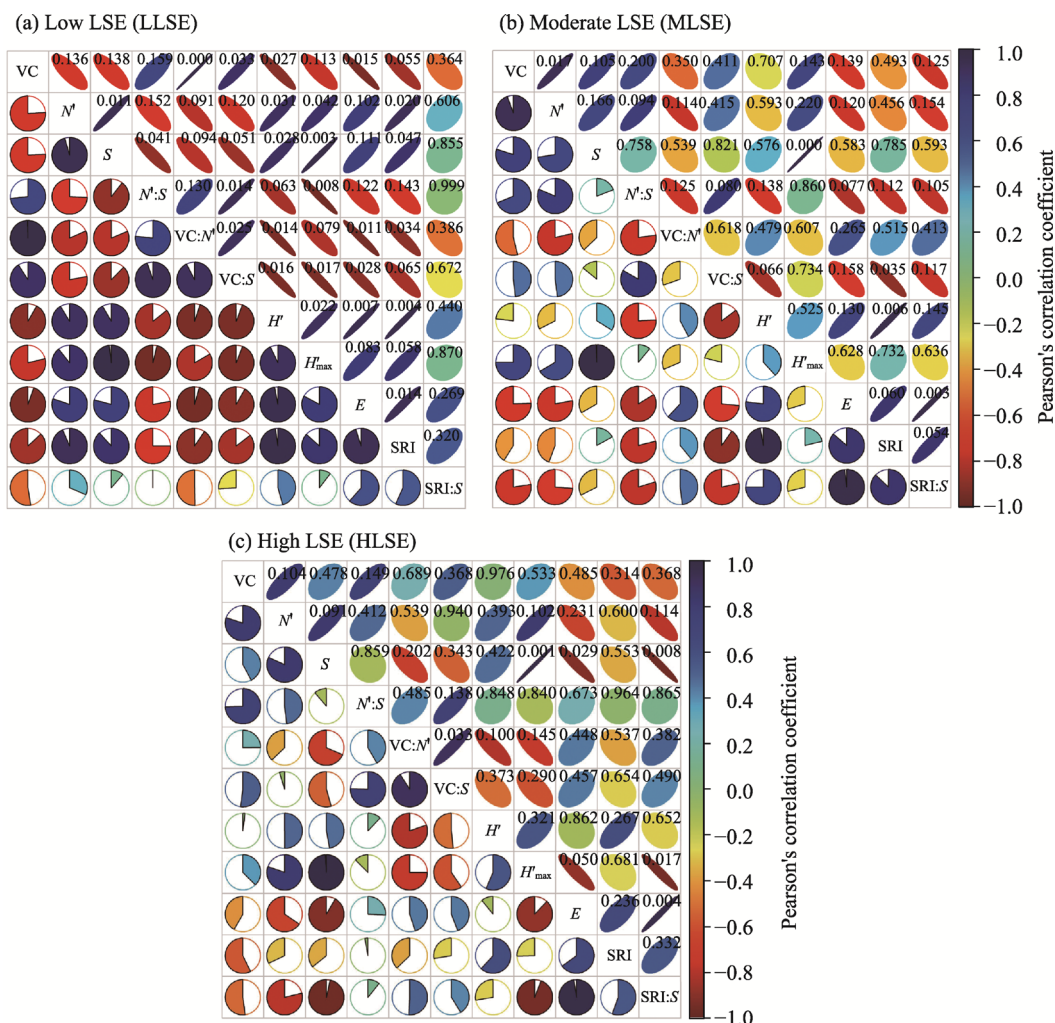 (a) Low LSE (LLSE)
VC 0.136 0.138 0.159 0.000 0.033 0.027 0.113 0.015 0.055 0.364
N' 0.011 0.152 0.091 0.120 0.031 0.042 0.102 0.020 0.606
S 0.041 0.094 0.051 0.028 0.003 0.111 0.047 0.855
N':S 0.130 0.014 0.063 0.008 0.122 0.143 0.999
VC:N' 0.025 0.014 0.079 0.011 0.034 0.386
VC:S 0.016 0.017 0.028 0.065 0.672
H' 0.022 0.007 0.004 0.440
H'max 0.083 0.058 0.870
E 0.014 0.269
SRI 0.320
SRI:S
(b) Moderate LSE (MLSE)
VC 0.017 0.105 0.200 0.350 0.411 0.707 0.143 0.139 0.493 0.125
N' 0.166 0.094 0.114 0.415 0.593 0.220 0.120 0.456 0.154
S 0.758 0.539 0.821 0.576 0.000 0.583 0.785 0.593
N':S 0.125 0.080 0.138 0.860 0.077 0.112 0.105
VC:N' 0.618 0.479 0.607 0.265 0.515 0.413
VC:S 0.066 0.734 0.158 0.035 0.117
H' 0.525 0.130 0.006 0.145
H'max 0.628 0.732 0.636
E 0.060 0.003
SRI 0.054
SRI:S
1.0
0.8
0.6
0.4
0.2
0.0
−0.2
−0.4
−0.6
−0.8
−1.0
Pearson's correlation coefficient
(c) High LSE (HLSE)
VC 0.104 0.478 0.149 0.689 0.368 0.976 0.533 0.485 0.314 0.368
N' 0.091 0.412 0.539 0.940 0.393 0.102 0.231 0.600 0.114
S 0.859 0.202 0.343 0.422 0.001 0.029 0.553 0.008
N':S 0.485 0.138 0.848 0.840 0.673 0.964 0.865
VC:N' 0.033 0.100 0.145 0.448 0.537 0.382
VC:S 0.373 0.290 0.457 0.654 0.490
H' 0.321 0.862 0.267 0.652
H'max 0.050 0.681 0.017
E 0.236 0.004
SRI 0.332
SRI:S
1.0
0.8
0.6
0.4
0.2
0.0
−0.2
−0.4
−0.6
−0.8
−1.0
Pearson's correlation coefficient